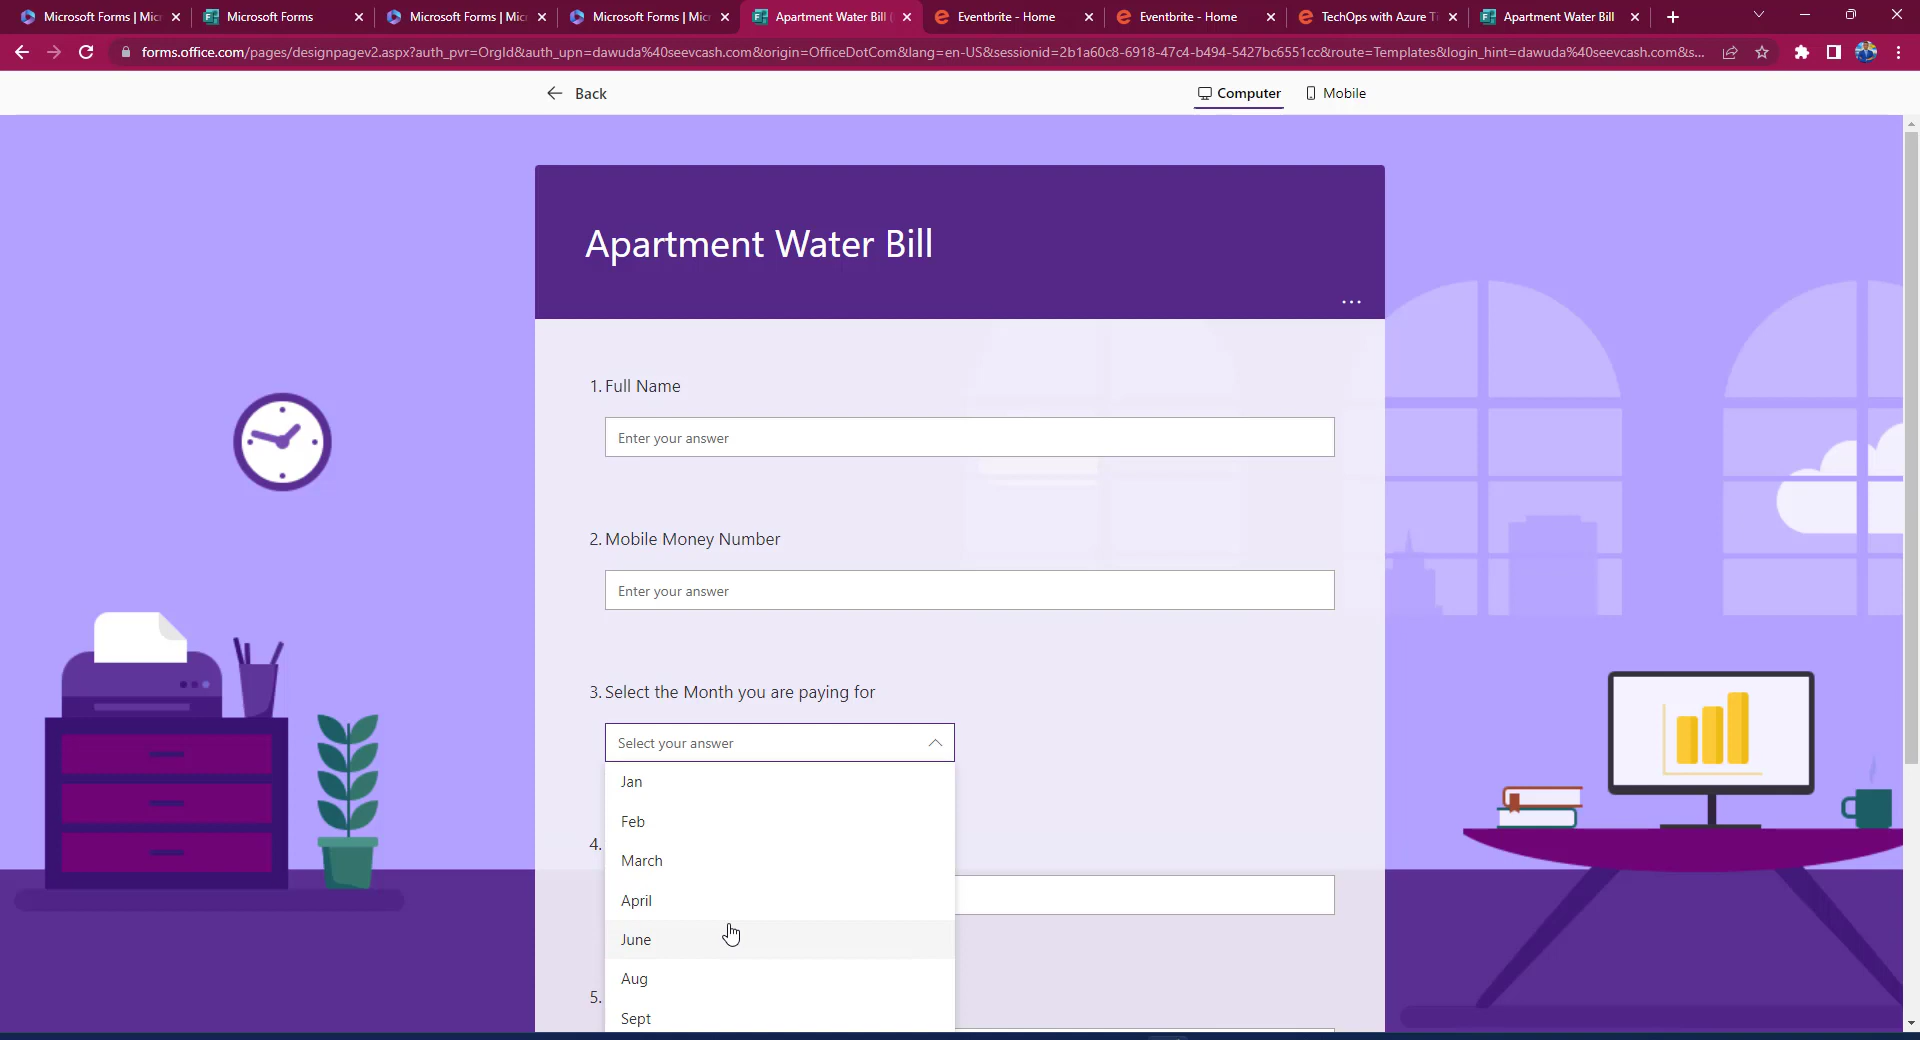 Microsoft Forms | Mic
Microsoft Forms
Microsoft Forms | Mic
Microsoft Forms | Mic
Apartment Water Bill (
Eventbrite - Home
Eventbrite - Home
TechOps with Azure T
Apartment Water Bill
forms.office.com/pages/designpagev2.aspx?auth_pvr=OrgId&auth_upn=dawuda%40seevcash.com&origin=OfficeDotCom&lang=en-US&sessionid=2b1a60c8-6918-47c4-b494-5427bc6551cc&route=Templates&login_hint=dawuda%40seevcash.com&s...
Back
Computer
Mobile
Apartment Water Bill
...
1. Full Name
Enter your answer
2. Mobile Money Number
Enter your answer
3. Select the Month you are paying for
Select your answer
Jan
Feb
4.
March
April
June
Aug
5.
Sept